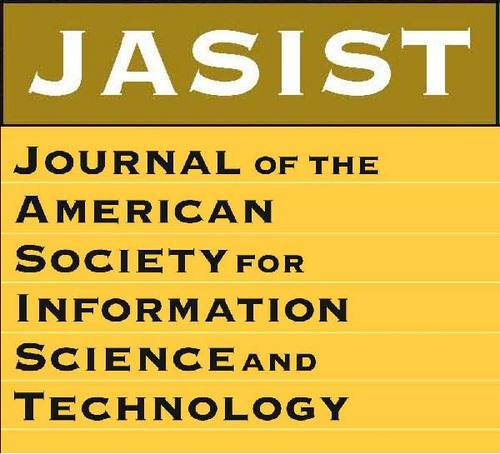 JASIST
JOURNAL OF THE
AMERICAN
SOCIETY FOR
INFORMATION
SCIENCE AND
TECHNOLOGY